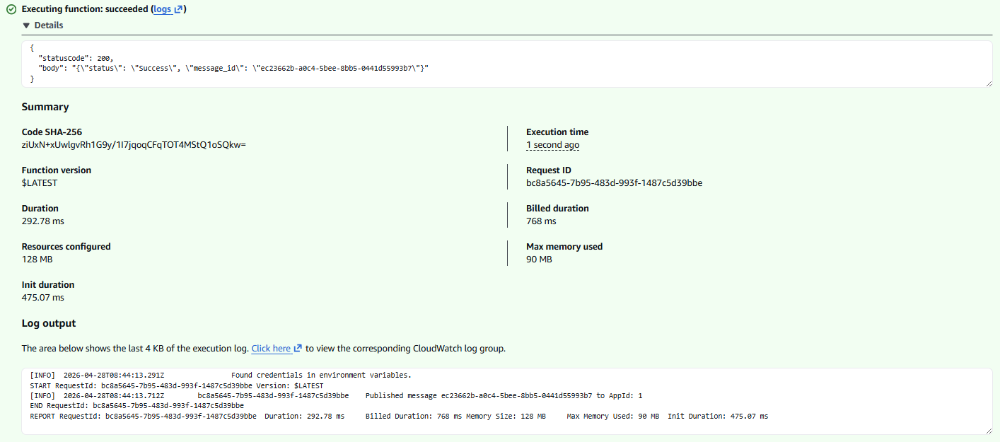 Executing function: succeeded (logs)
Details
{
  "statusCode": 200,
  "body": "{\"status\": \"Success\", \"message_id\": \"ec23662b-a0c4-5bee-8bb5-0441d55993b7\"}"
}
Summary
Code SHA-256
ziUxN+xUwlgvRh1G9y/1I7jqoqCFqTOT4MStQ1oSQkw=
Execution time
1 second ago
Function version
$LATEST
Request ID
bc8a5645-7b95-483d-993f-1487c5d39bbe
Duration
292.78 ms
Billed duration
768 ms
Resources configured
128 MB
Max memory used
90 MB
Init duration
475.07 ms
Log output
The area below shows the last 4 KB of the execution log. Click here to view the corresponding CloudWatch log group.
[INFO]  2026-04-28T08:44:13.291Z                Found credentials in environment variables.
START RequestId: bc8a5645-7b95-483d-993f-1487c5d39bbe Version: $LATEST
[INFO]  2026-04-28T08:44:13.712Z        bc8a5645-7b95-483d-993f-1487c5d39bbe    Published message ec23662b-a0c4-5bee-8bb5-0441d55993b7 to AppId: 1
END RequestId: bc8a5645-7b95-483d-993f-1487c5d39bbe
REPORT RequestId: bc8a5645-7b95-483d-993f-1487c5d39bbe  Duration: 292.78 ms     Billed Duration: 768 ms Memory Size: 128 MB     Max Memory Used: 90 MB  Init Duration: 475.07 ms